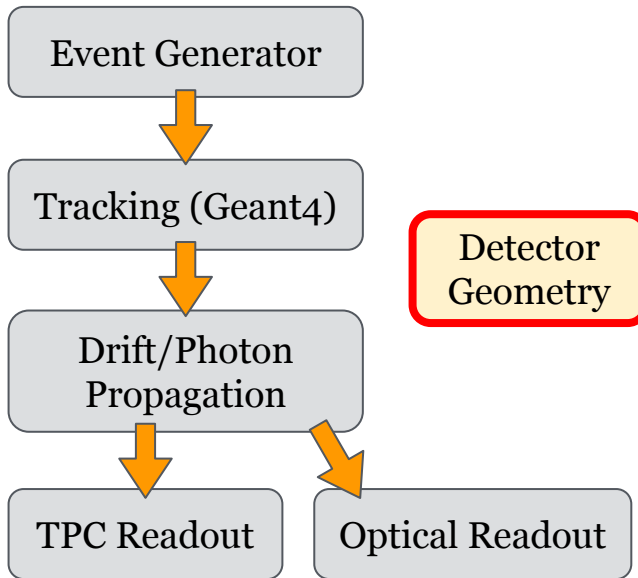 Event Generator
Tracking (Geant4)
Detector
Geometry
Drift/Photon
Propagation
TPC Readout
Optical Readout